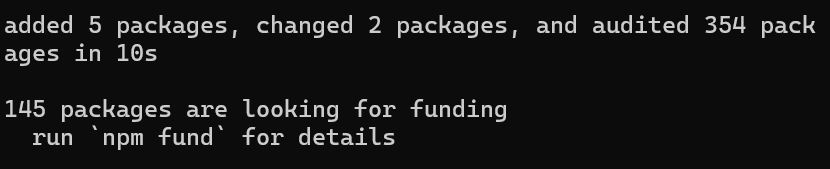 added 5 packages, changed 2 packages, and audited 354 pack
ages in 10s
145 packages are looking for funding
  run `npm fund` for details